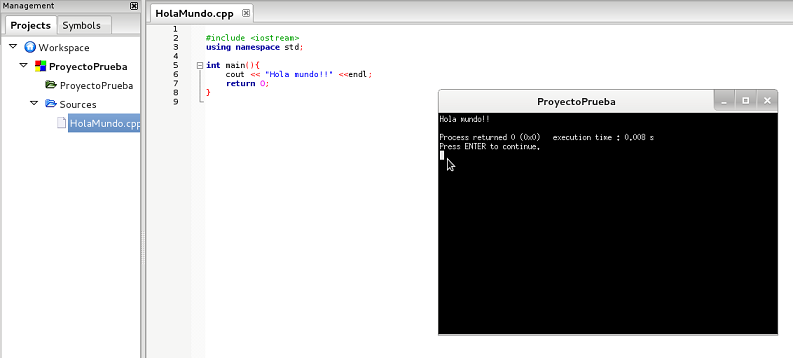 Management
Projects Symbols
Workspace
ProyectoPrueba
ProyectoPrueba
Sources
HolaMundo.cpp
HolaMundo.cpp
1
2 #include <iostream>
3 using namespace std;
4
5 int main(){
6 cout << "Hola mundo!!" <<endl;
7 return 0;
8 }
9
ProyectoPrueba
Hola mundo!!
Process returned 0 (0x0) execution time : 0.008 s
Press ENTER to continue.